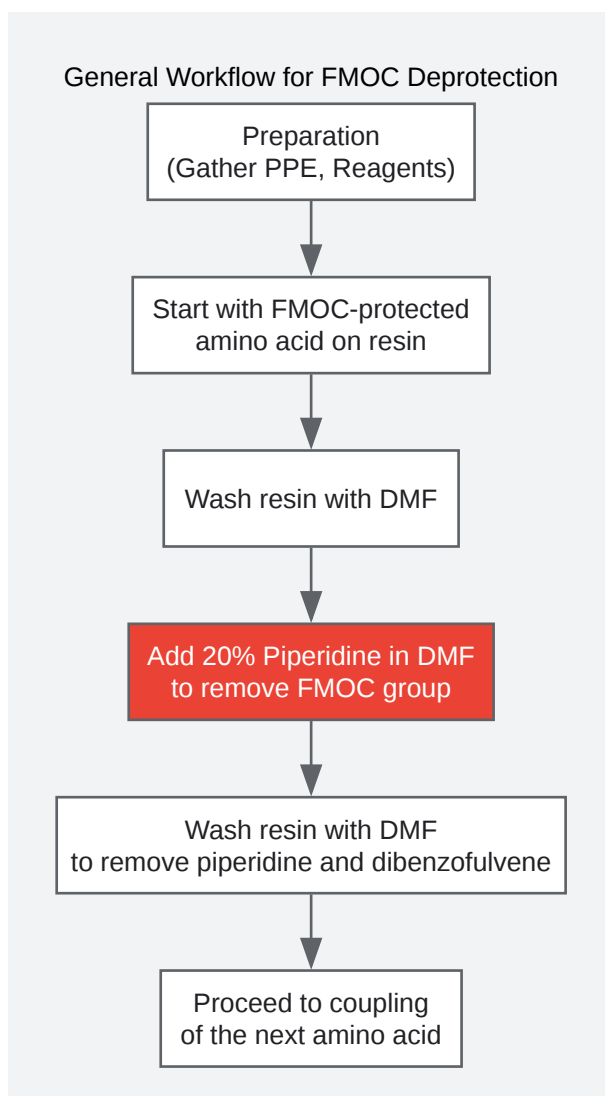 General Workflow for FMOC Deprotection
Preparation
(Gather PPE, Reagents)
Start with FMOC-protected
amino acid on resin
Wash resin with DMF
Add 20% Piperidine in DMF
to remove FMOC group
Wash resin with DMF
to remove piperidine and dibenzofulvene
Proceed to coupling
of the next amino acid